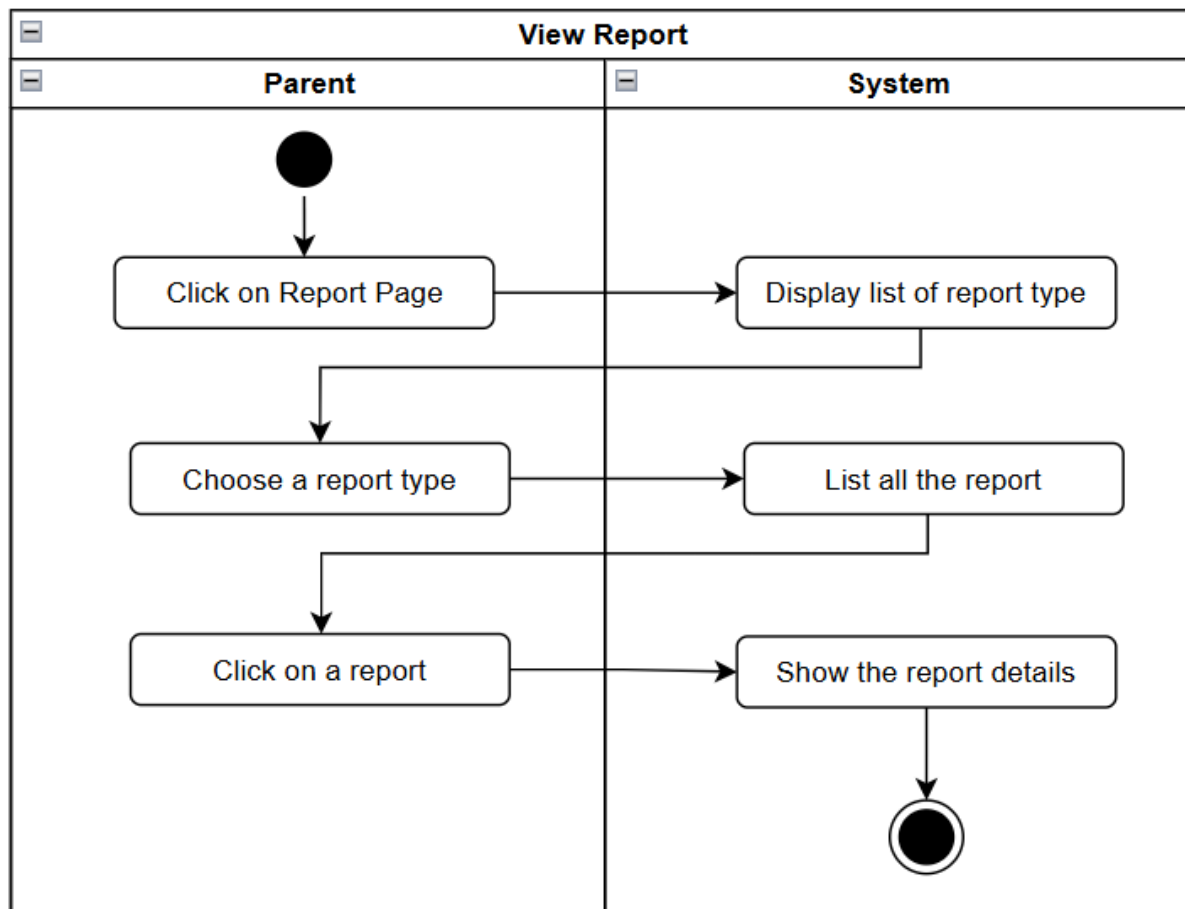 View Report
Parent
System
Click on Report Page
Display list of report type
Choose a report type
List all the report
Click on a report
Show the report details